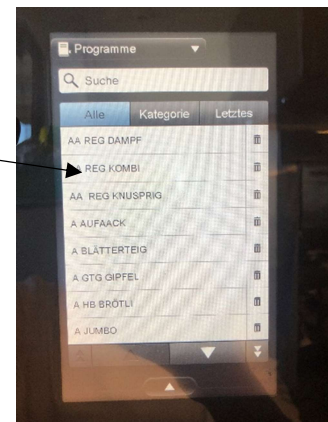 Programme
Suche
Alle Kategorie Letztes
AA REG DAMPF
AA REG KOMBI
AA REG KNUSPRIG
A AUFAACK
A BLÄTTERTEIG
A GTG GIPFEL
A HB BRÖTLI
A JUMBO